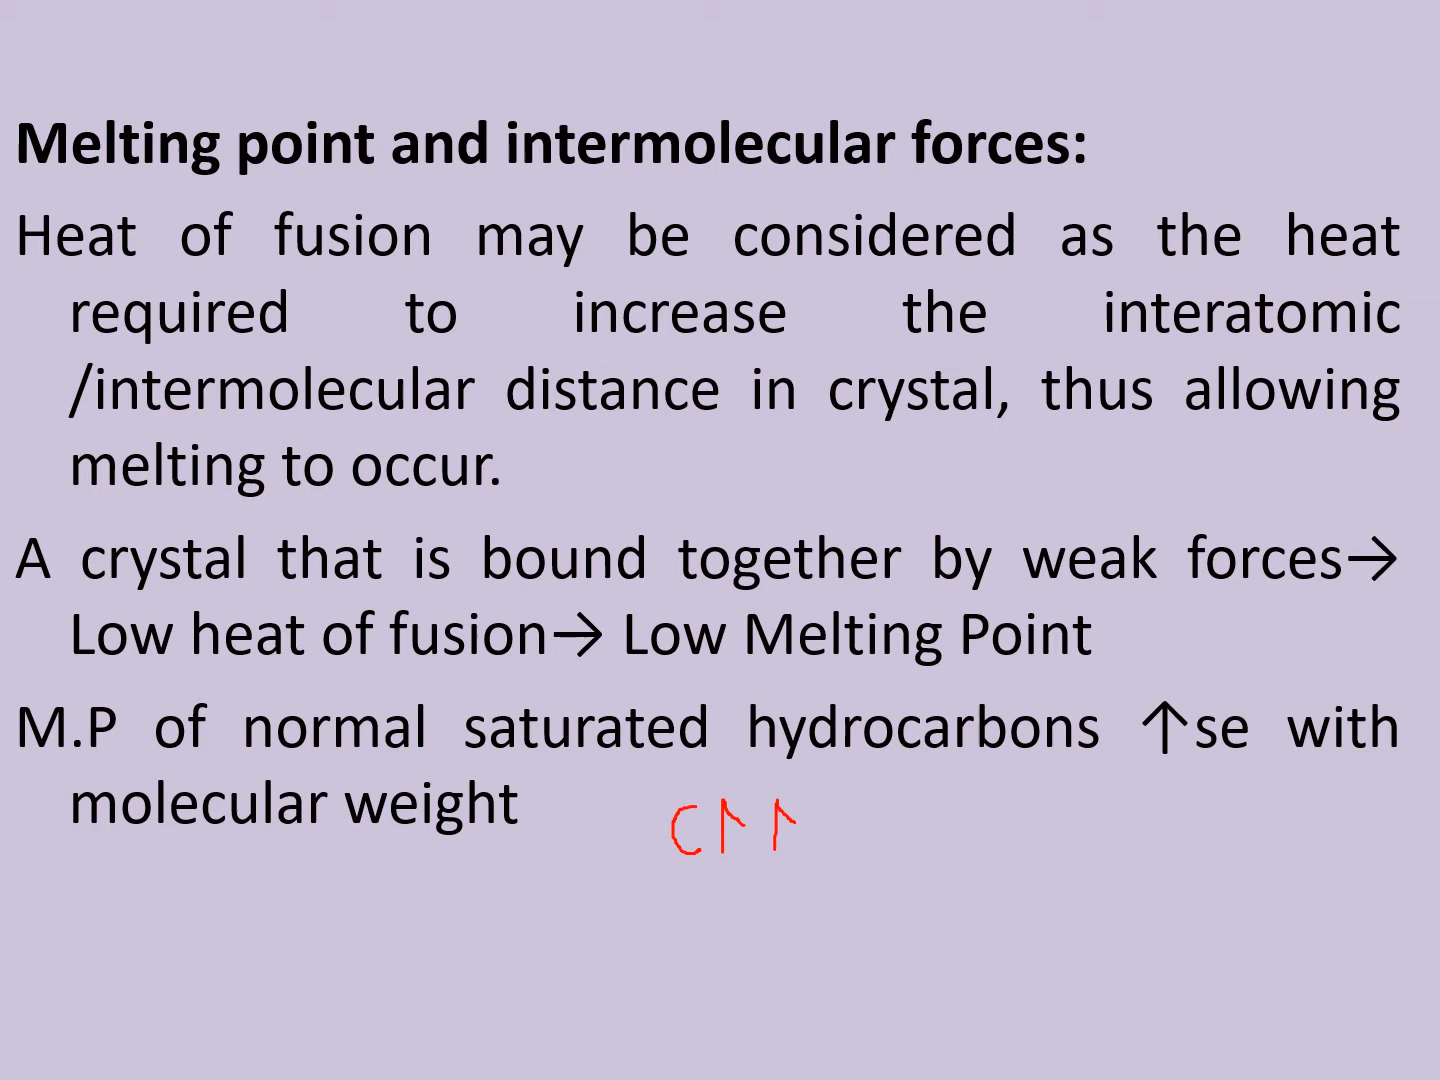 Melting point and intermolecular forces:
Heat of fusion may be considered as the heat
required to increase the interatomic
/intermolecular distance in crystal, thus allowing
melting to occur.
A crystal that is bound together by weak forces→
Low heat of fusion→ Low Melting Point
M.P of normal saturated hydrocarbons ↑se with
molecular weight
C↑↑